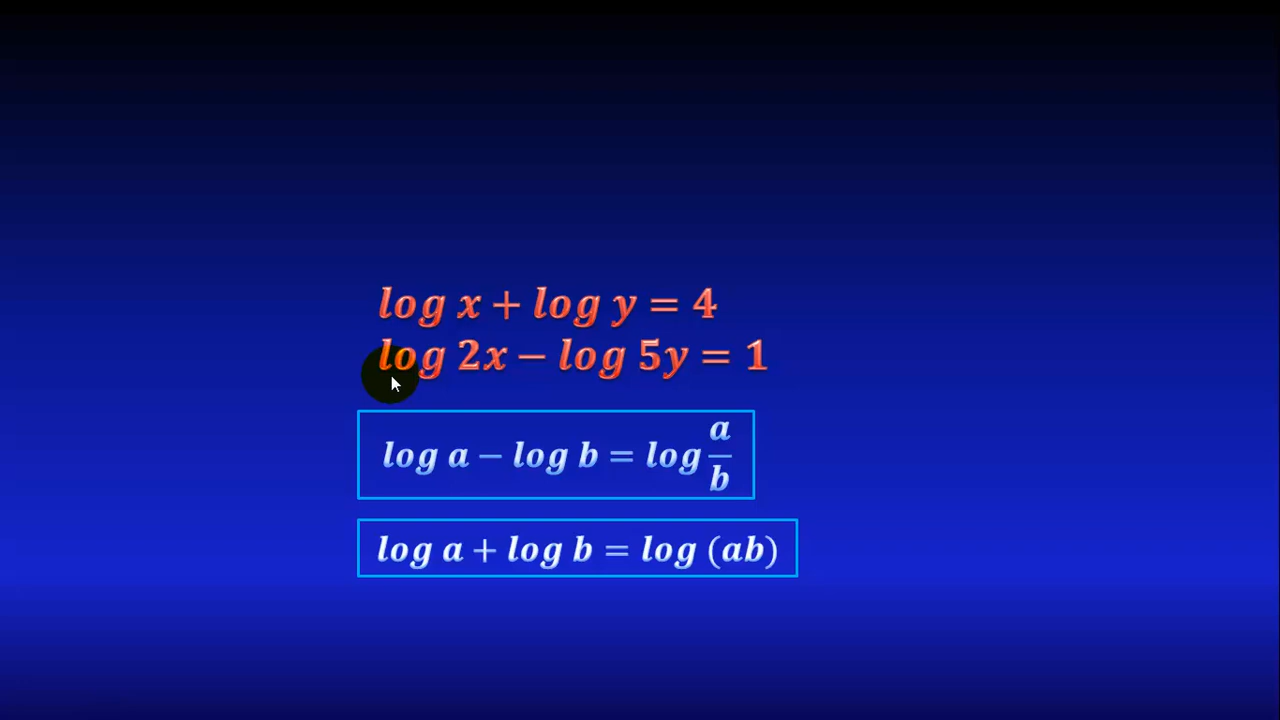 log x + log y = 4
log 2x − log 5y = 1
log a − log b = log a/b
log a + log b = log (ab)